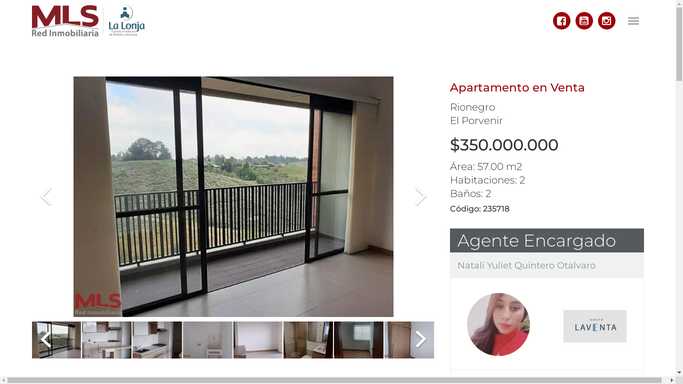 MLS
Red Inmobiliaria
La Lonja
Apartamento en Venta
Rionegro
El Porvenir
$350.000.000
Área: 57.00 m2
Habitaciones: 2
Baños: 2
Código: 235718
Agente Encargado
Natali Yuliet Quintero Otalvaro
MLS
Red Inmobiliaria
LAVENTA